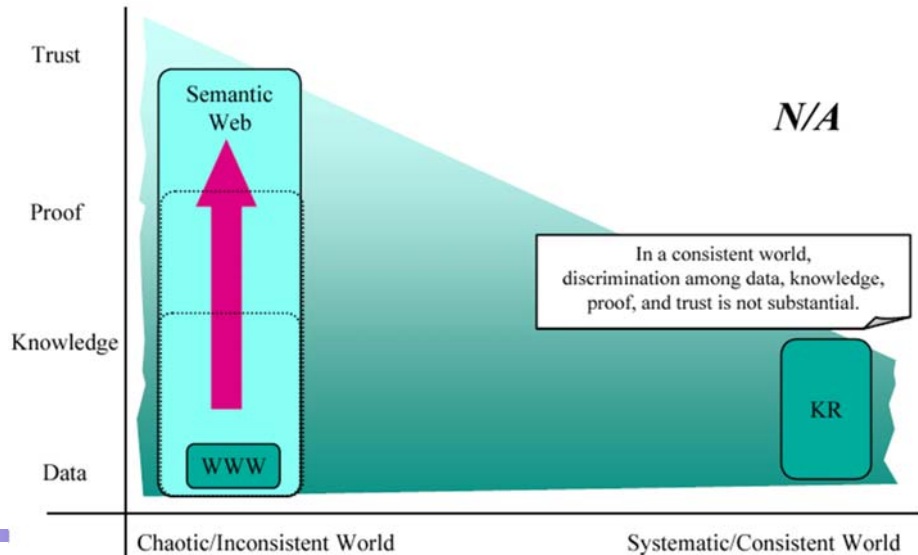 Trust
Semantic
Web
N/A
Proof
In a consistent world,
discrimination among data, knowledge,
proof, and trust is not substantial.
Knowledge
KR
WWW
Data
Chaotic/Inconsistent World
Systematic/Consistent World